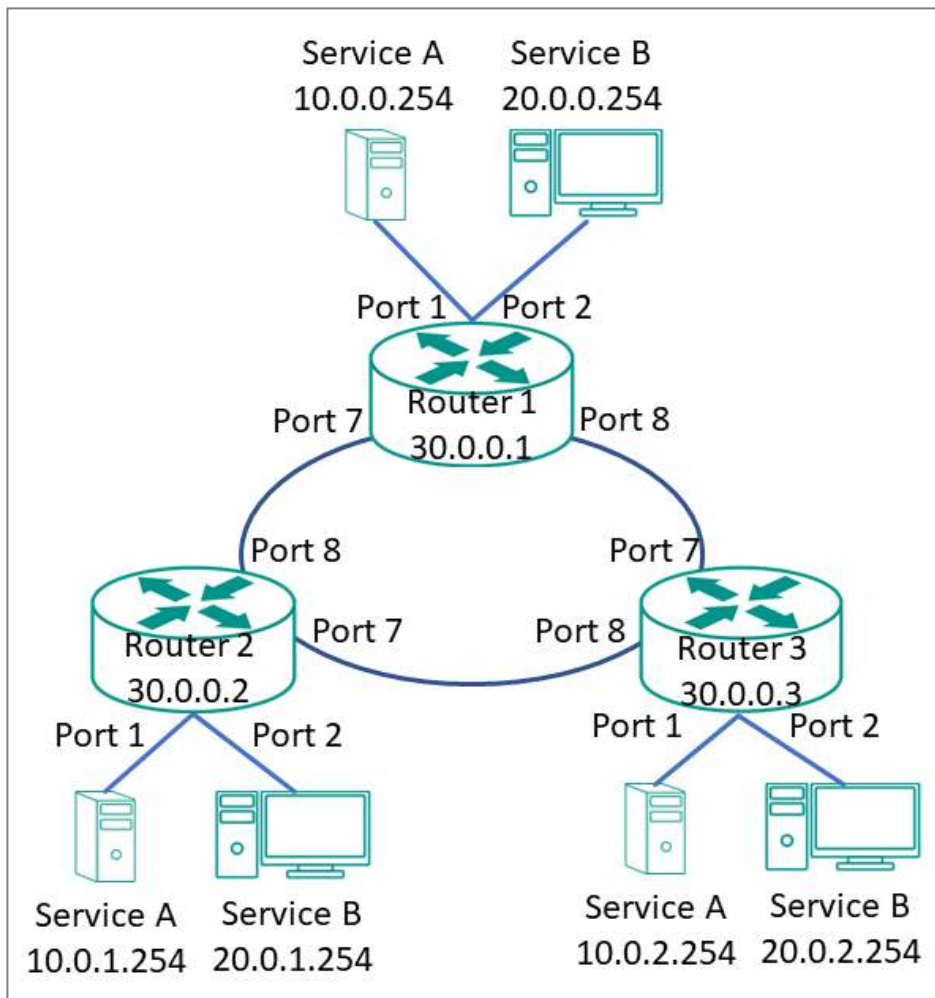 Service A
10.0.0.254
Service B
20.0.0.254
Port 1
Port 2
Router 1
30.0.0.1
Port 7
Port 8
Port 8
Port 7
Router 2
30.0.0.2
Port 7
Port 8
Router 3
30.0.0.3
Port 1
Port 2
Port 1
Port 2
Service A
10.0.1.254
Service B
20.0.1.254
Service A
10.0.2.254
Service B
20.0.2.254